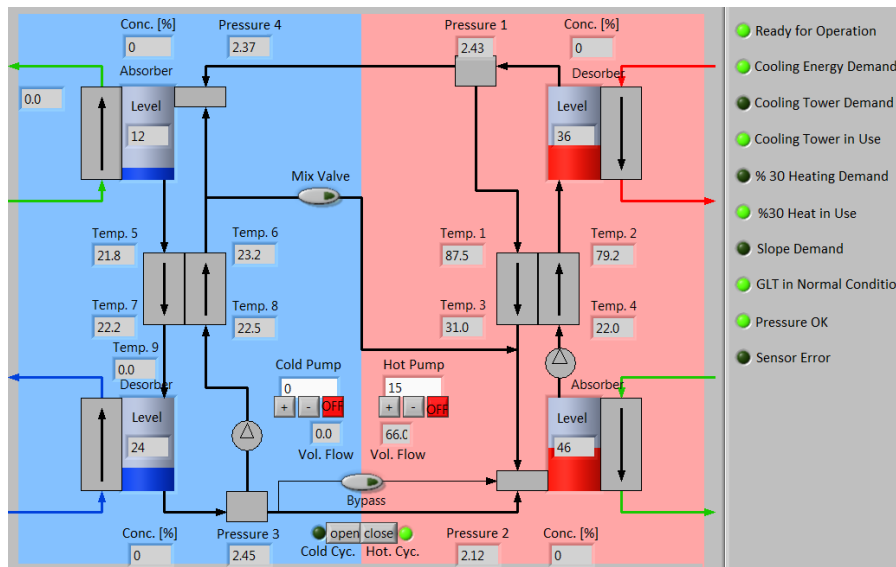 Conc. [%]
0
Pressure 4
2.37
Pressure 1
2.43
Conc. [%]
0
Absorber
Desorber
0.0
Level
12
Level
36
Mix Valve
Temp. 5
21.8
Temp. 6
23.2
Temp. 1
87.5
Temp. 2
79.2
Temp. 7
22.2
Temp. 8
22.5
Temp. 3
31.0
Temp. 4
22.0
Temp. 9
0.0
Cold Pump
0
+ - OFF
0.0
Vol. Flow
Hot Pump
15
+ - OFF
66.0
Vol. Flow
Desorber
Level
24
Absorber
Level
46
Bypass
open close
Cold Cyc. Hot. Cyc.
Conc. [%]
0
Pressure 3
2.45
Pressure 2
2.12
Conc. [%]
0
Ready for Operation
Cooling Energy Demand
Cooling Tower Demand
Cooling Tower in Use
% 30 Heating Demand
%30 Heat in Use
Slope Demand
GLT in Normal Conditio
Pressure OK
Sensor Error